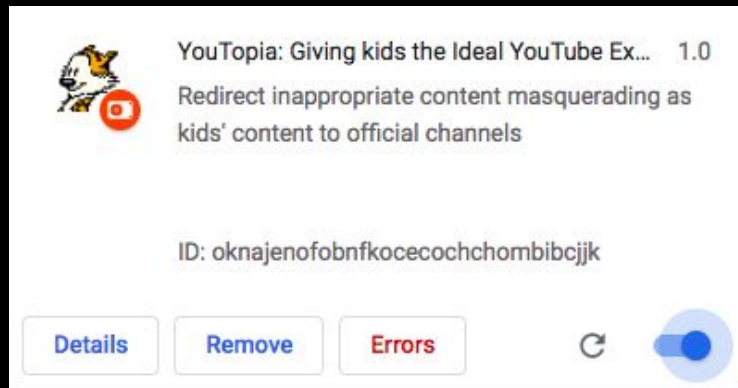 YouTopia: Giving kids the Ideal YouTube Ex... 1.0
Redirect inappropriate content masquerading as
kids' content to official channels
ID: oknajenofobnfkocecochchombibcjjk
Details Remove Errors